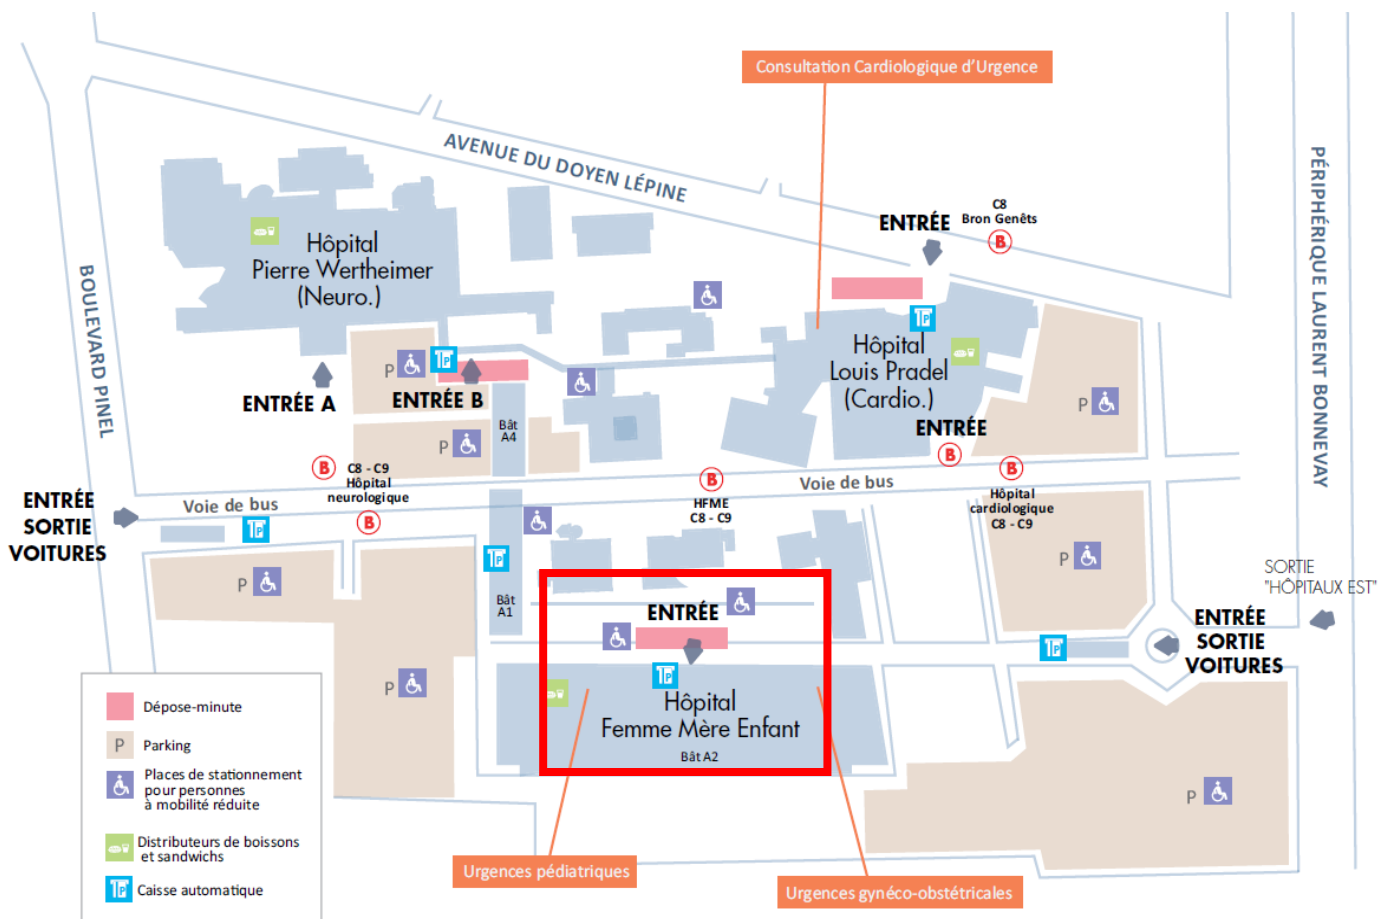 Consultation Cardiologique d'Urgence
AVENUE DU DOYEN LÉPINE
C8
Bron Genêts
B
ENTRÉE
PÉRIPHÉRIQUE LAURENT BONNEVAY
BOULEVARD PINEL
Hôpital
Pierre Wertheimer
(Neuro.)
Hôpital
Louis Pradel
(Cardio.)
P
P
ENTRÉE A
ENTRÉE B
P
P
Bât
A4
P
ENTRÉE
B
B
C8 - C9
Hôpital
neurologique
B
B
HFME
C8 - C9
B
Hôpital
cardiologique
C8 - C9
Voie de bus
Voie de bus
ENTRÉE
SORTIE
VOITURES
P
P
P
Bât
A1
P
P
SORTIE
"HÔPITAUX EST"
ENTRÉE
SORTIE
VOITURES
P
ENTRÉE
P
Hôpital
Femme Mère Enfant
Bât A2
P
P
Urgences pédiatriques
Urgences gynéco-obstétricales
Dépose-minute
P
Parking
Places de stationnement
pour personnes
à mobilité réduite
Distributeurs de boissons
et sandwichs
P
Caisse automatique